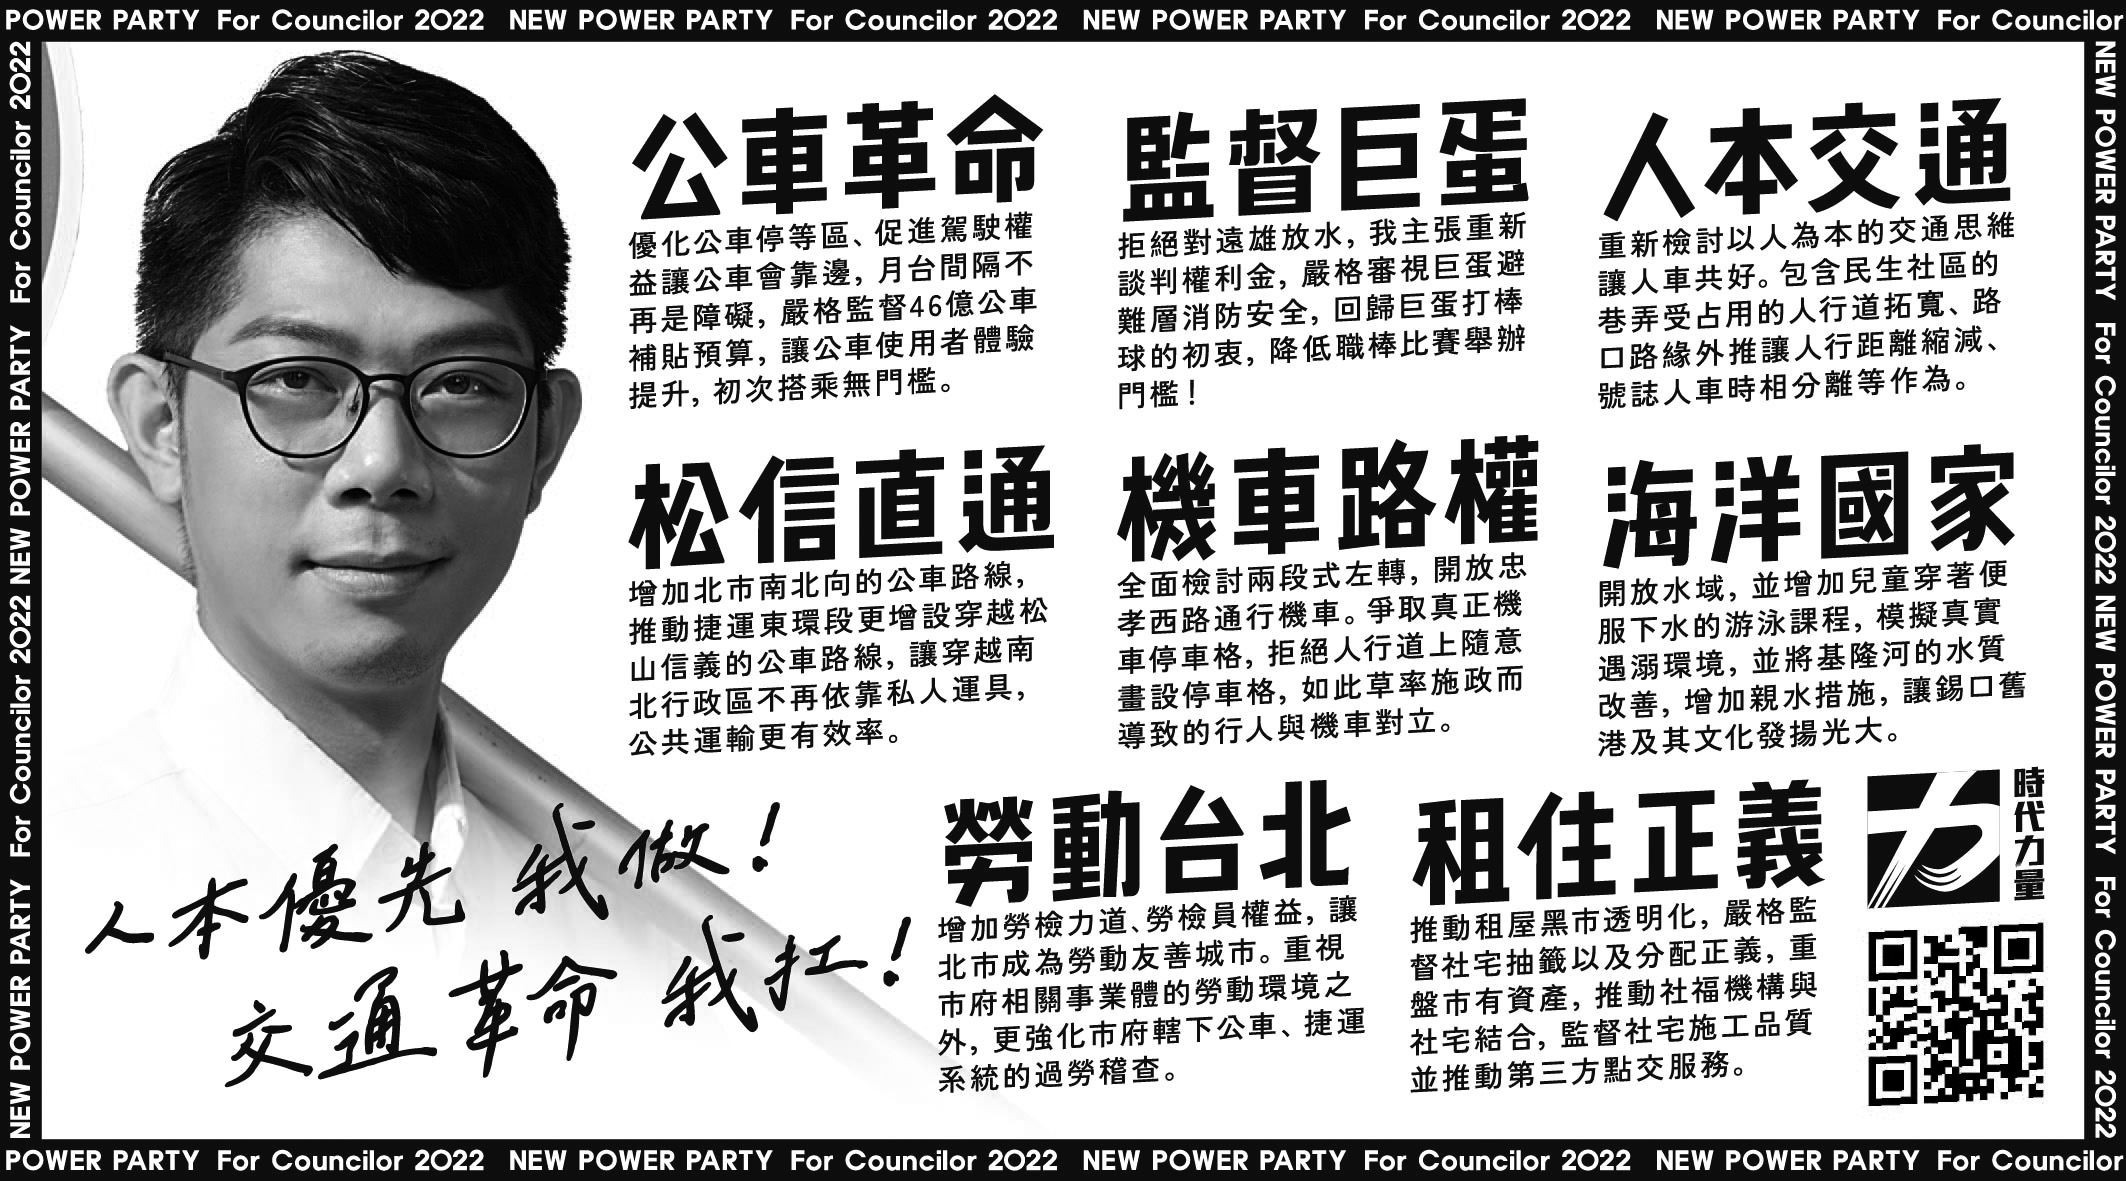 POWER PARTY For Councilor 2022 NEW POWER PARTY For Councilor 2022 NEW POWER PARTY For Councilor 2022 NEW POWER PARTY For Councilor
NEW POWER PARTY For Councilor 2022 NEW POWER PARTY For Councilor 2022
公車革命
優化公車停等區、促進駕駛權
益讓公車會靠邊，月台間隔不
再是障礙，嚴格監督46億公車
補貼預算，讓公車使用者體驗
提升，初次搭乘無門檻。
監督巨蛋
拒絕對遠雄放水，我主張重新
談判權利金，嚴格審視巨蛋避
難層消防安全，回歸巨蛋打棒
球的初衷，降低職棒比賽舉辦
門檻！
人本交通
重新檢討以人為本的交通思維
讓人車共好。包含民生社區的
巷弄受占用的人行道拓寬、路
口路緣外推讓人行距離縮減、
號誌人車時相分離等作為。
松信直通
增加北市南北向的公車路線，
推動捷運東環段更增設穿越松
山信義的公車路線，讓穿越南
北行政區不再依靠私人運具，
公共運輸更有效率。
機車路權
全面檢討兩段式左轉，開放忠
孝西路通行機車。爭取真正機
車停車格，拒絕人行道上隨意
畫設停車格，如此草率施政而
導致的行人與機車對立。
海洋國家
開放水域，並增加兒童穿著便
服下水的游泳課程，模擬真實
遇溺環境，並將基隆河的水質
改善，增加親水措施，讓錫口舊
港及其文化發揚光大。
人本優先 我做！
交通革命 我扛！
勞動台北
增加勞檢力道、勞檢員權益，讓
北市成為勞動友善城市。重視
市府相關事業體的勞動環境之
外，更強化市府轄下公車、捷運
系統的過勞稽查。
租住正義
推動租屋黑市透明化，嚴格監
督社宅抽籤以及分配正義，重
盤市有資產，推動社福機構與
社宅結合，監督社宅施工品質
並推動第三方點交服務。
時代力量
NEW POWER PARTY For Councilor 2022 NEW POWER PARTY For Councilor 2022
POWER PARTY For Councilor 2022 NEW POWER PARTY For Councilor 2022 NEW POWER PARTY For Councilor 2022 NEW POWER PARTY For Councilor